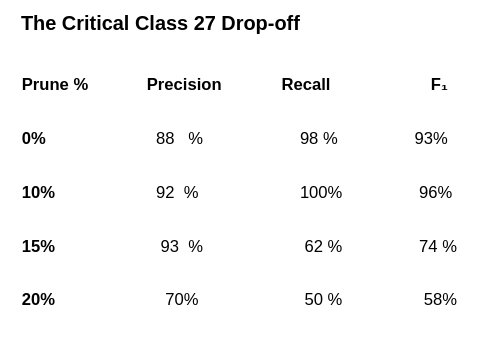 The Critical Class 27 Drop-off
Prune % Precision Recall F₁
0% 88 % 98 % 93%
10% 92 % 100% 96%
15% 93 % 62 % 74 %
20% 70% 50 % 58%